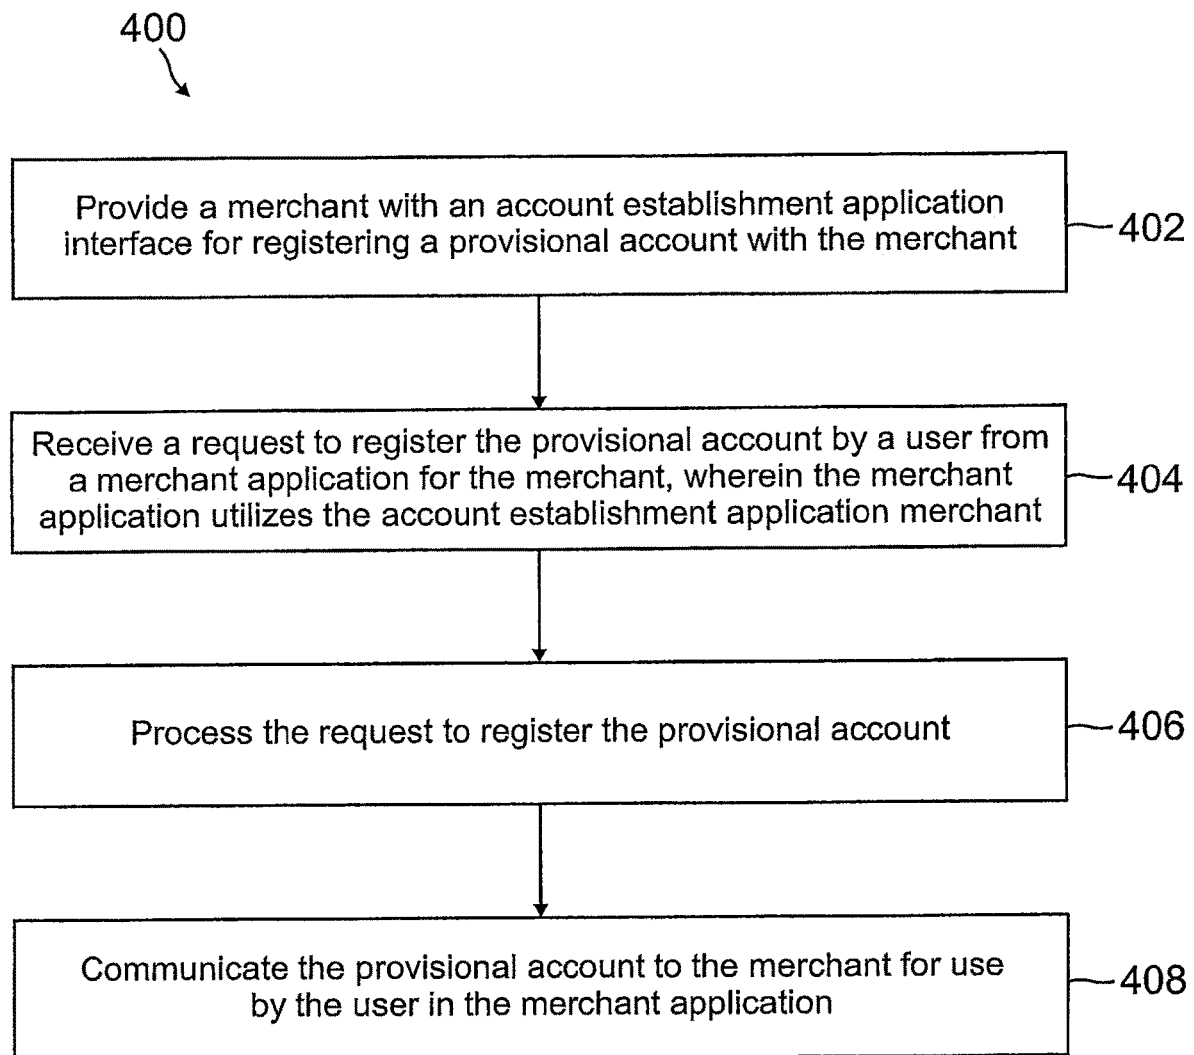 400
Provide a merchant with an account establishment application
interface for registering a provisional account with the merchant
402
Receive a request to register the provisional account by a user from
a merchant application for the merchant, wherein the merchant
application utilizes the account establishment application merchant
404
Process the request to register the provisional account
406
Communicate the provisional account to the merchant for use
by the user in the merchant application
408